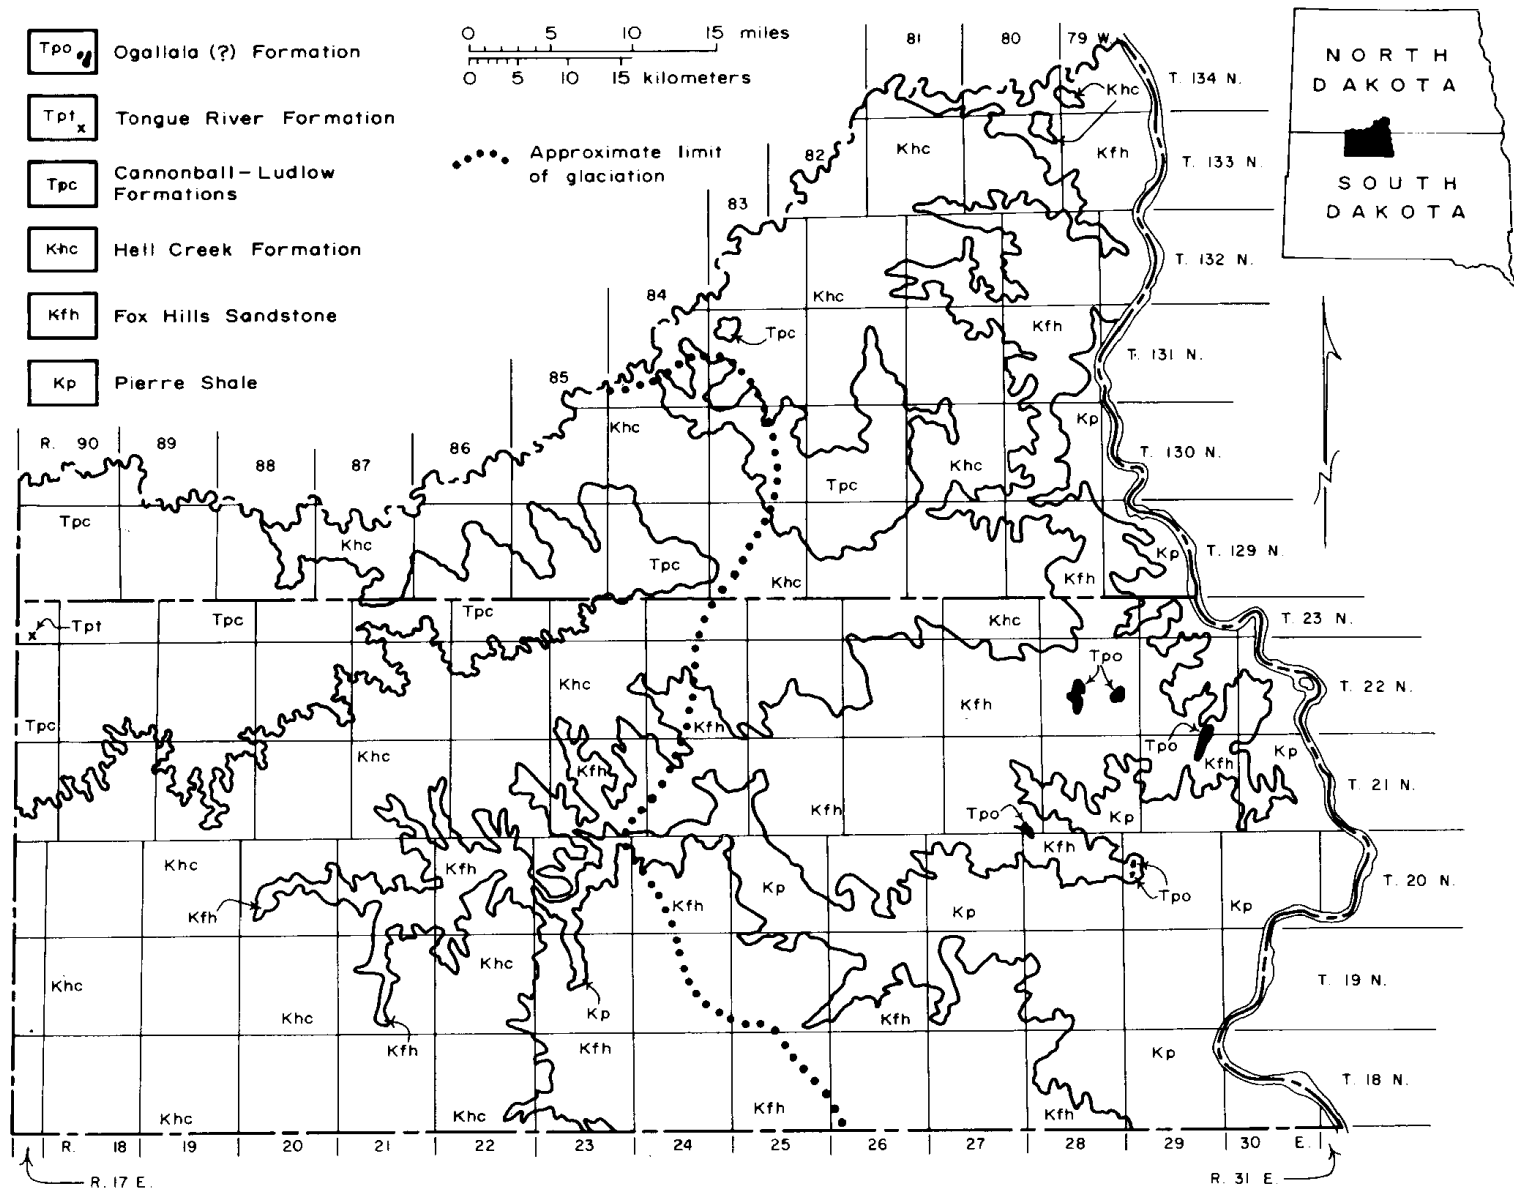 Tpo Ogallala (?) Formation
Tpt x Tongue River Formation
Tpc Cannonball-Ludlow
Formations
Khc Hell Creek Formation
Kfh Fox Hills Sandstone
Kp Pierre Shale
0 5 10 15 miles
0 5 10 15 kilometers
Approximate limit
of glaciation
NORTH
DAKOTA
SOUTH
DAKOTA
81 80 79 W.
82
83
84
85
86
R. 90 89
88 87
T. 134 N.
T. 133 N.
T. 132 N.
T. 131 N.
T. 130 N.
T. 129 N.
T. 23 N.
T. 22 N.
T. 21 N.
T. 20 N.
T. 19 N.
T. 18 N.
Khc
Khc Kfh
Khc
Kfh
Tpc
Khc
Kp
Khc
Tpc
Tpc
Khc
Tpc
Khc
Kp
Kfh
Tpt
x
Tpc
Tpc
Khc
Tpo
Khc
Kfh
Tpc
Kfh
Tpo
Kp
Khc
Kfh
Kfh
Kfh
Tpo
Kp
Kfh
Khc
Kfh
Kp
Tpo
Kfh
Kfh
Kp
Kp
Khc
Khc
Khc
Kp
Kfh
Kfh
Kfh
Kp
Khc
Khc
Kfh
Kfh
R. 18 19 20 21 22 23 24 25 26 27 28 29 30 E.
R. 17 E.
R. 31 E.